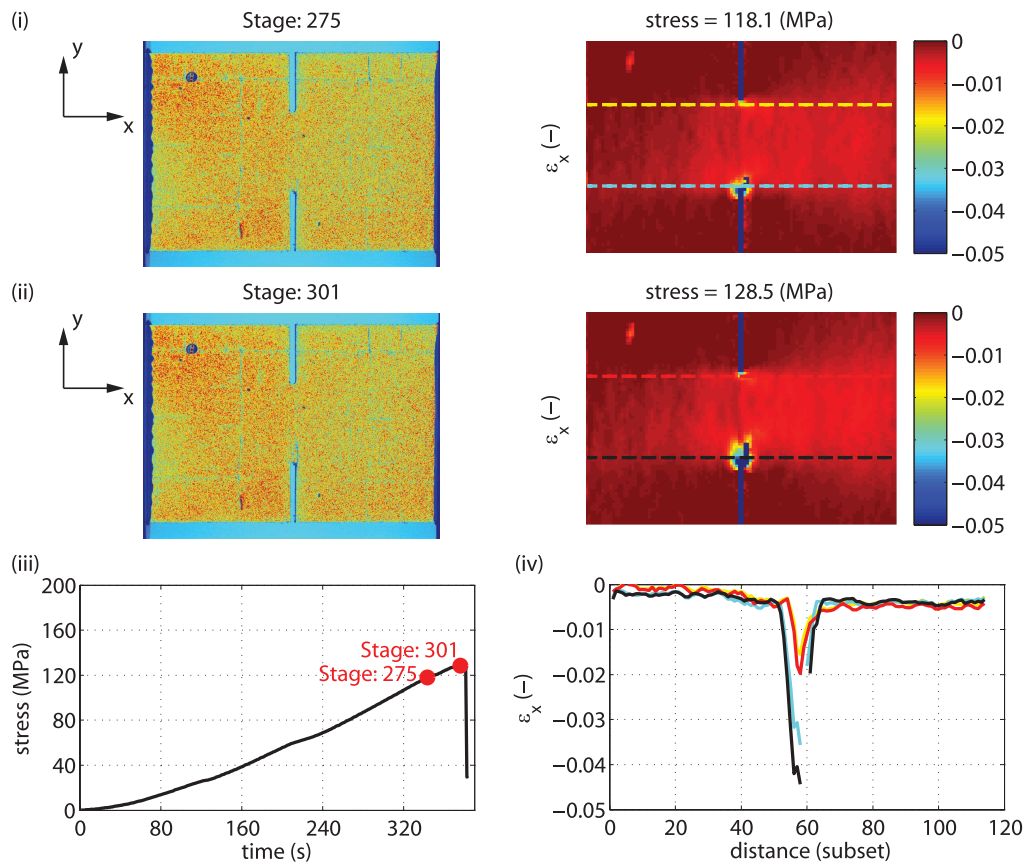 (i)
Stage: 275
stress = 118.1 (MPa)
y
x
εx (−)
0
−0.01
−0.02
−0.03
−0.04
−0.05
(ii)
Stage: 301
stress = 128.5 (MPa)
y
x
εx (−)
0
−0.01
−0.02
−0.03
−0.04
−0.05
(iii)
200
160
120
80
40
0
stress (MPa)
Stage: 301
Stage: 275
0 80 160 240 320
time (s)
(iv)
0
−0.01
−0.02
−0.03
−0.04
−0.05
εx (−)
0 20 40 60 80 100 120
distance (subset)